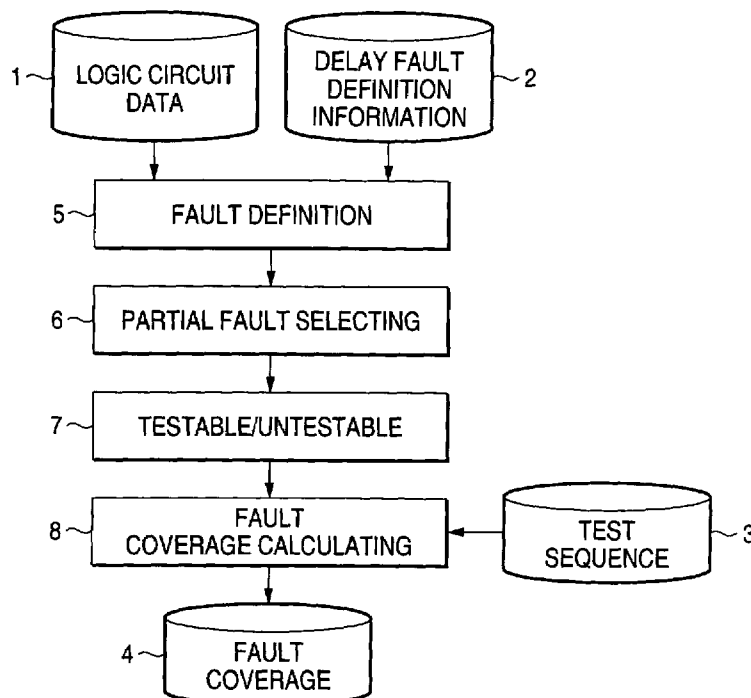 1
LOGIC CIRCUIT
DATA
DELAY FAULT
DEFINITION
INFORMATION
2
5
FAULT DEFINITION
6
PARTIAL FAULT SELECTING
7
TESTABLE/UNTESTABLE
8
FAULT
COVERAGE CALCULATING
TEST
SEQUENCE
3
4
FAULT
COVERAGE